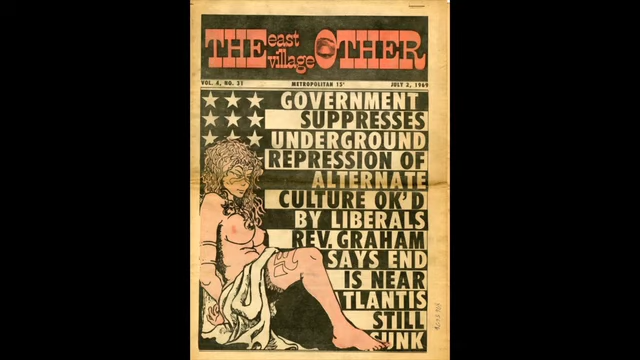 THE east village OTHER
VOL. 4, NO. 31 METROPOLITAN 15¢ JULY 2, 1969
GOVERNMENT
SUPPRESSES
UNDERGROUND
REPRESSION OF
ALTERNATE
CULTURE OK'D
BY LIBERALS
REV. GRAHAM
SAYS END
IS NEAR
ATLANTIS
STILL
SUNK